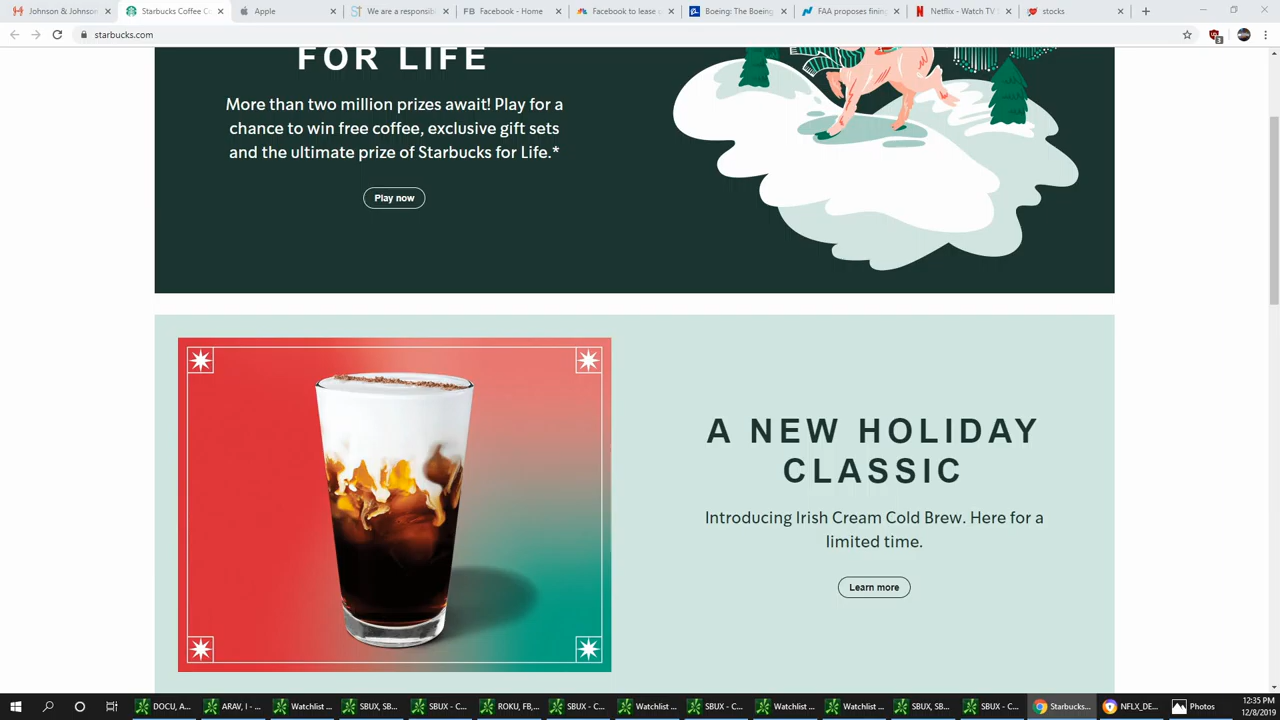 Johnson & Johnson
Starbucks Coffee C
Apple
We are a responsib
FB Facebook - Home
Facebook to lease
Boeing: The Boeing
FAA proposes fining
Netflix - Watch TV
stocks
starbucks.com
3
FOR LIFE
More than two million prizes await! Play for a
chance to win free coffee, exclusive gift sets
and the ultimate prize of Starbucks for Life.*
Play now
A NEW HOLIDAY
CLASSIC
Introducing Irish Cream Cold Brew. Here for a
limited time.
Learn more
DOCU, A...
ARAV, I - ...
Watchlist ...
SBUX, SB...
SBUX - C...
ROKU, FB,...
SBUX - C...
Watchlist ...
SBUX - C...
Watchlist ...
Watchlist ...
SBUX, SB...
SBUX - C...
Starbucks...
NFLX_DE...
Photos
12:35 PM
12/8/2019